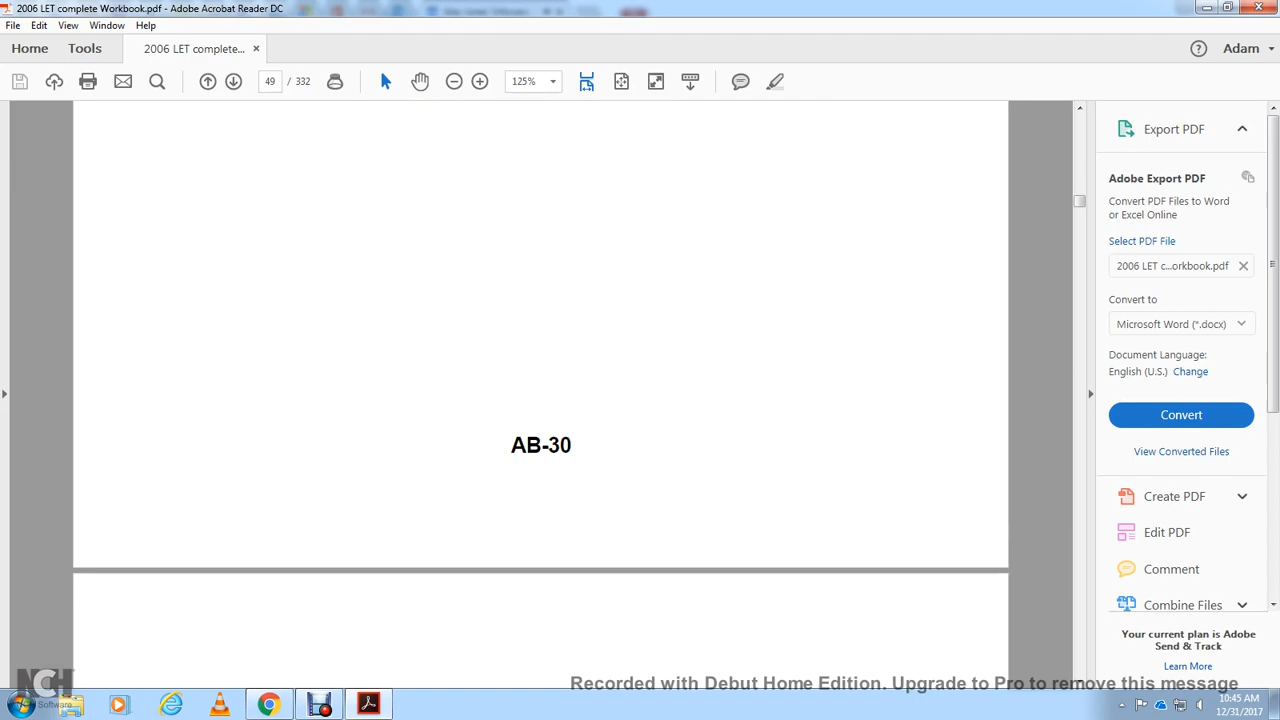 2006 LET complete Workbook.pdf - Adobe Acrobat Reader DC
File Edit View Window Help
Home Tools 2006 LET complete... × Adam
49 / 332 125%
Export PDF
Adobe Export PDF
Convert PDF Files to Word
or Excel Online
Select PDF File
2006 LET c...orkbook.pdf
Convert to
Microsoft Word (*.docx)
Document Language:
English (U.S.) Change
Convert
View Converted Files
AB-30
Create PDF
Edit PDF
Comment
Combine Files
Your current plan is Adobe
Send & Track
Learn More
NCH
Software
Recorded with Debut Home Edition. Upgrade to Pro to remove this message
10:45 AM
12/31/2017